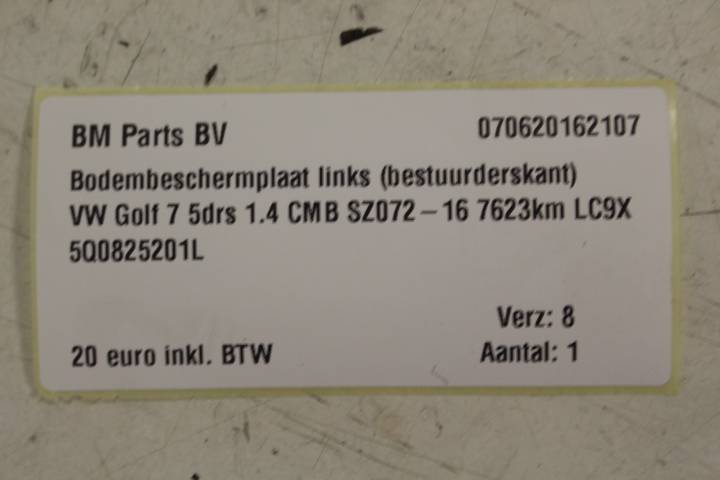 BM Parts BV 070620162107
Bodembeschermplaat links (bestuurderskant)
VW Golf 7 5drs 1.4 CMB SZ072-16 7623km LC9X
5Q0825201L
Verz: 8
20 euro inkl. BTW Aantal: 1